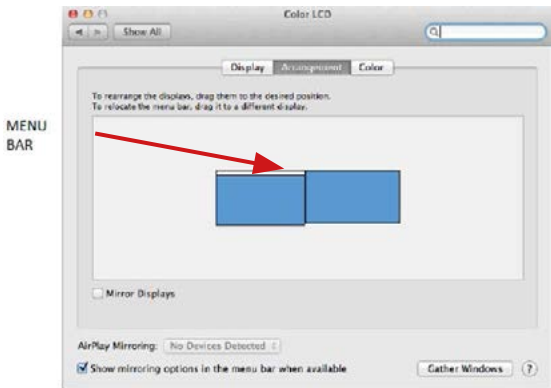 Color LCD
Show All
Display Arrangement Color
To rearrange the displays, drag them to the desired position.
To relocate the menu bar, drag it to a different display.
MENU
BAR
Mirror Displays
AirPlay Mirroring: No Devices Detected
Show mirroring options in the menu bar when available
Gather Windows ?